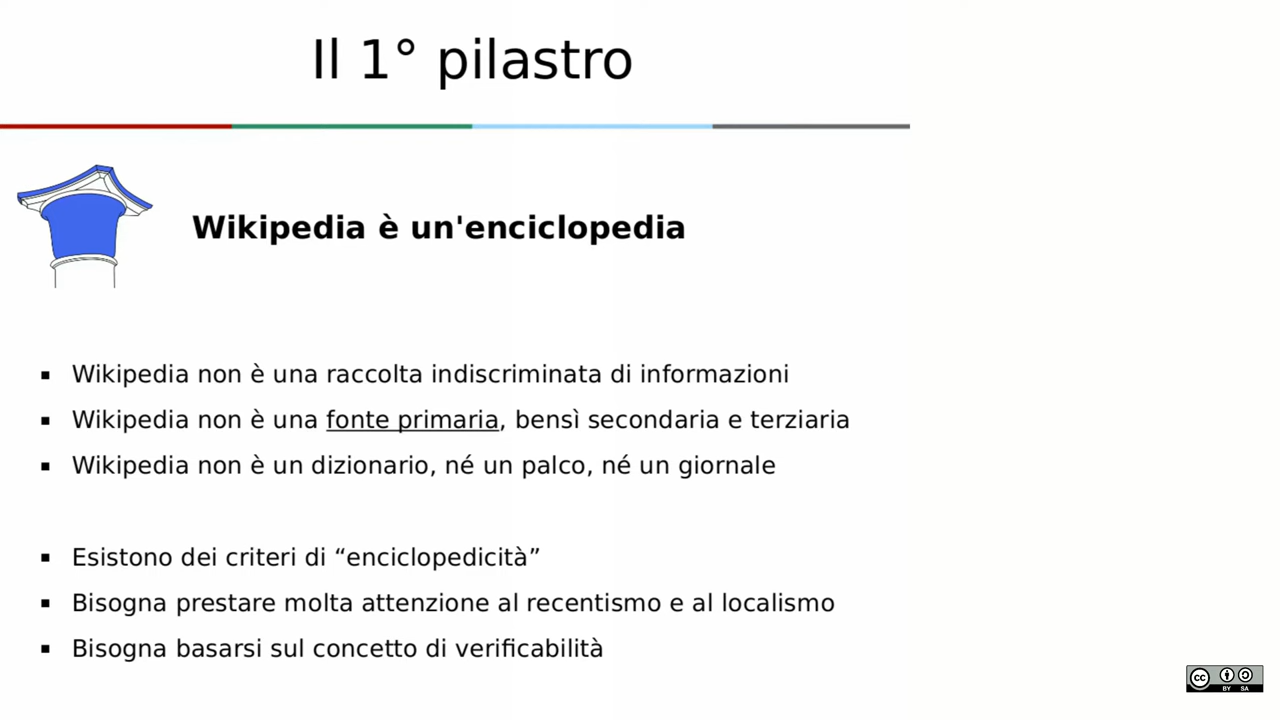 Il 1° pilastro
Wikipedia è un'enciclopedia
Wikipedia non è una raccolta indiscriminata di informazioni
Wikipedia non è una fonte primaria, bensì secondaria e terziaria
Wikipedia non è un dizionario, né un palco, né un giornale
Esistono dei criteri di “enciclopedicità”
Bisogna prestare molta attenzione al recentismo e al localismo
Bisogna basarsi sul concetto di verificabilità
cc
BY SA